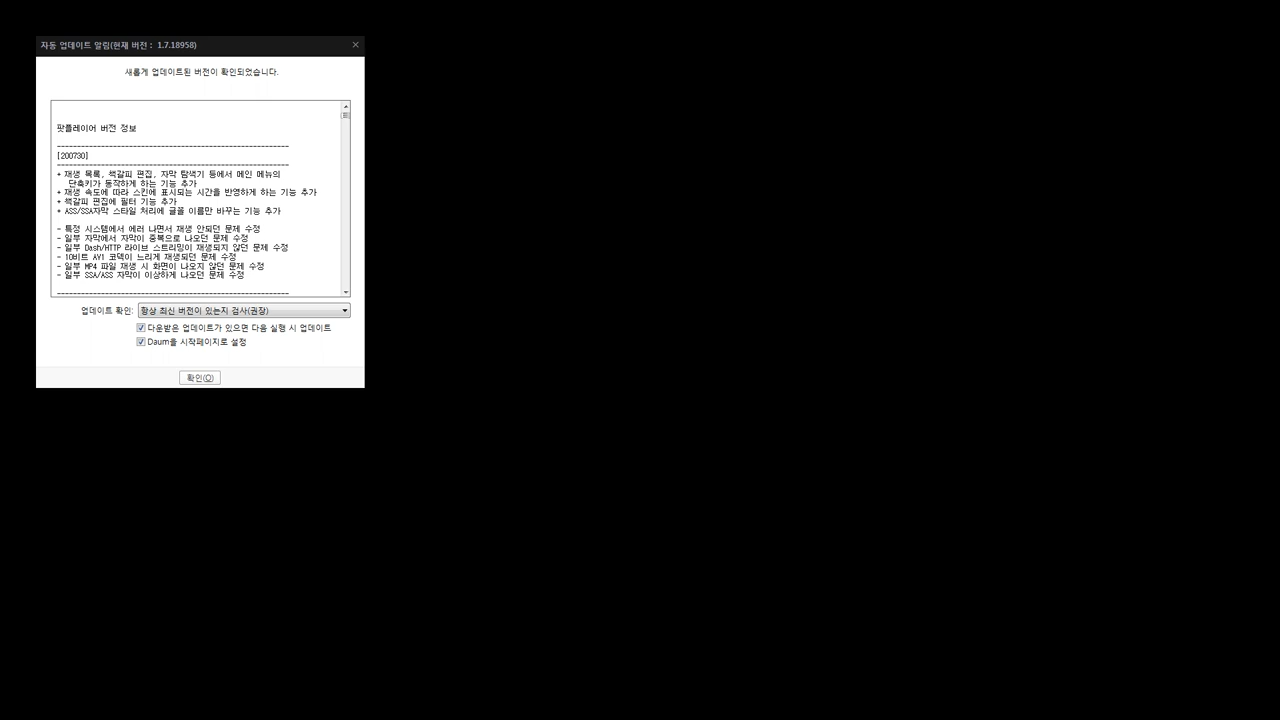 자동 업데이트 알림(현재 버전 : 1.7.18958)
새롭게 업데이트된 버전이 확인되었습니다.
팟플레이어 버전 정보
----------------------------------------------------------
[200730]
----------------------------------------------------------
+ 재생 목록, 책갈피 편집, 자막 탐색기 등에서 메인 메뉴의
단축키가 동작하게 하는 기능 추가
+ 재생 속도에 따라 스킨에 표시되는 시간을 반영하게 하는 기능 추가
+ 책갈피 편집에 필터 기능 추가
+ ASS/SSA자막 스타일 처리에 글꼴 이름만 바꾸는 기능 추가
- 특정 시스템에서 에러 나면서 재생 안되던 문제 수정
- 일부 자막에서 자막이 중복으로 나오던 문제 수정
- 일부 Dash/HTTP 라이브 스트리밍이 재생되지 않던 문제 수정
- 10비트 AV1 코덱이 느리게 재생되던 문제 수정
- 일부 MP4 파일 재생 시 화면이 나오지 않던 문제 수정
- 일부 SSA/ASS 자막이 이상하게 나오던 문제 수정
----------------------------------------------------------
업데이트 확인: 항상 최신 버전이 있는지 검사(권장)
다운받은 업데이트가 있으면 다음 실행 시 업데이트
Daum을 시작페이지로 설정
확인(O)